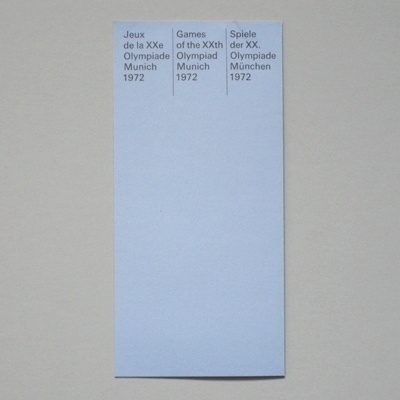 Jeux
de la XXe
Olympiade
Munich
1972
Games
of the XXth
Olympiad
Munich
1972
Spiele
der XX.
Olympiade
München
1972